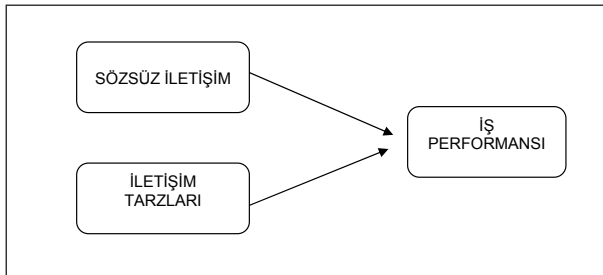 SÖZSÜZ İLETİŞİM
İLETİŞİM
TARZLARI
İŞ
PERFORMANSI